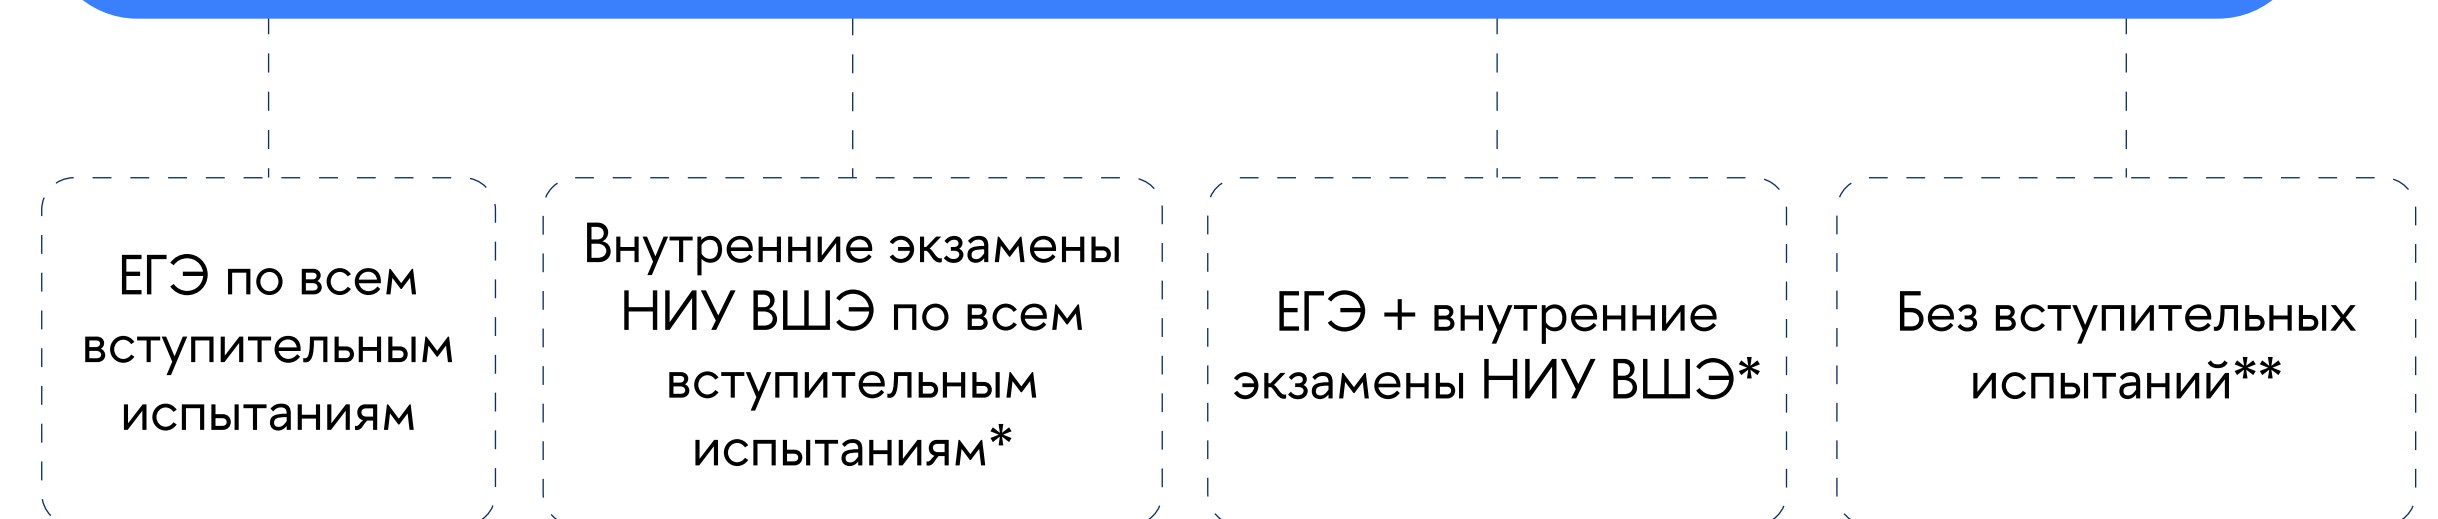 ЕГЭ по всем
вступительным
испытаниям
Внутренние экзамены
НИУ ВШЭ по всем
вступительным
испытаниям*
ЕГЭ + внутренние
экзамены НИУ ВШЭ*
Без вступительных
испытаний**